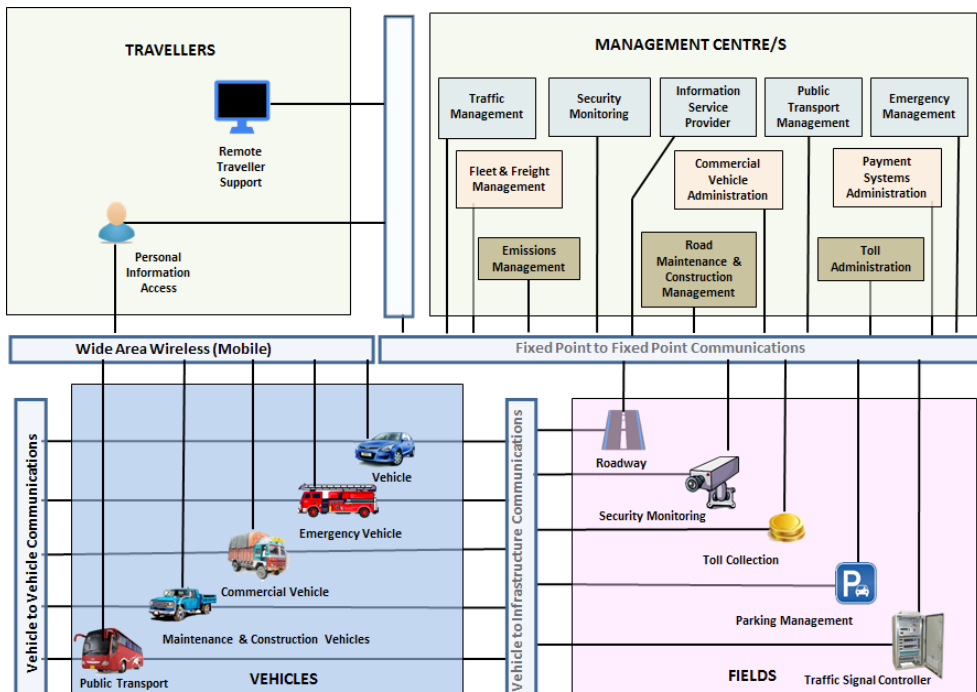 TRAVELLERS
Remote
Traveller
Support
Personal
Information
Access
MANAGEMENT CENTRE/S
Traffic
Management
Security
Monitoring
Information
Service
Provider
Public
Transport
Management
Emergency
Management
Fleet & Freight
Management
Commercial
Vehicle
Administration
Payment
Systems
Administration
Emissions
Management
Road
Maintenance &
Construction
Management
Toll
Administration
Wide Area Wireless (Mobile)
Fixed Point to Fixed Point Communications
Vehicle to Vehicle Communications
Vehicle
Emergency Vehicle
Commercial Vehicle
Maintenance & Construction Vehicles
Public Transport
VEHICLES
Vehicle to Infrastructure Communications
Roadway
Security Monitoring
Toll Collection
P
Parking Management
Traffic Signal Controller
FIELDS